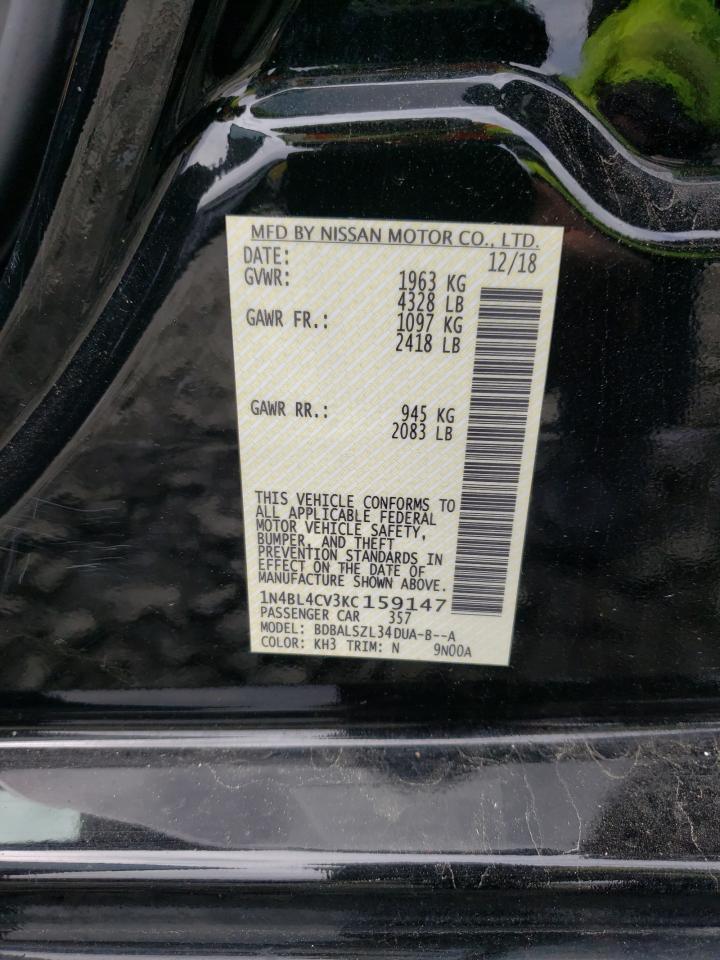 MFD BY NISSAN MOTOR CO., LTD.
DATE: 12/18
GVWR: 1963 KG
4328 LB
GAWR FR.: 1097 KG
2418 LB
GAWR RR.: 945 KG
2083 LB
THIS VEHICLE CONFORMS TO
ALL APPLICABLE FEDERAL
MOTOR VEHICLE SAFETY,
BUMPER, AND THEFT
PREVENTION STANDARDS IN
EFFECT ON THE DATE OF
MANUFACTURE SHOWN ABOVE.
1N4BL4CV3KC159147
PASSENGER CAR 357
MODEL: BDBALSZL34DUA-B--A
COLOR: KH3 TRIM: N 9N00A